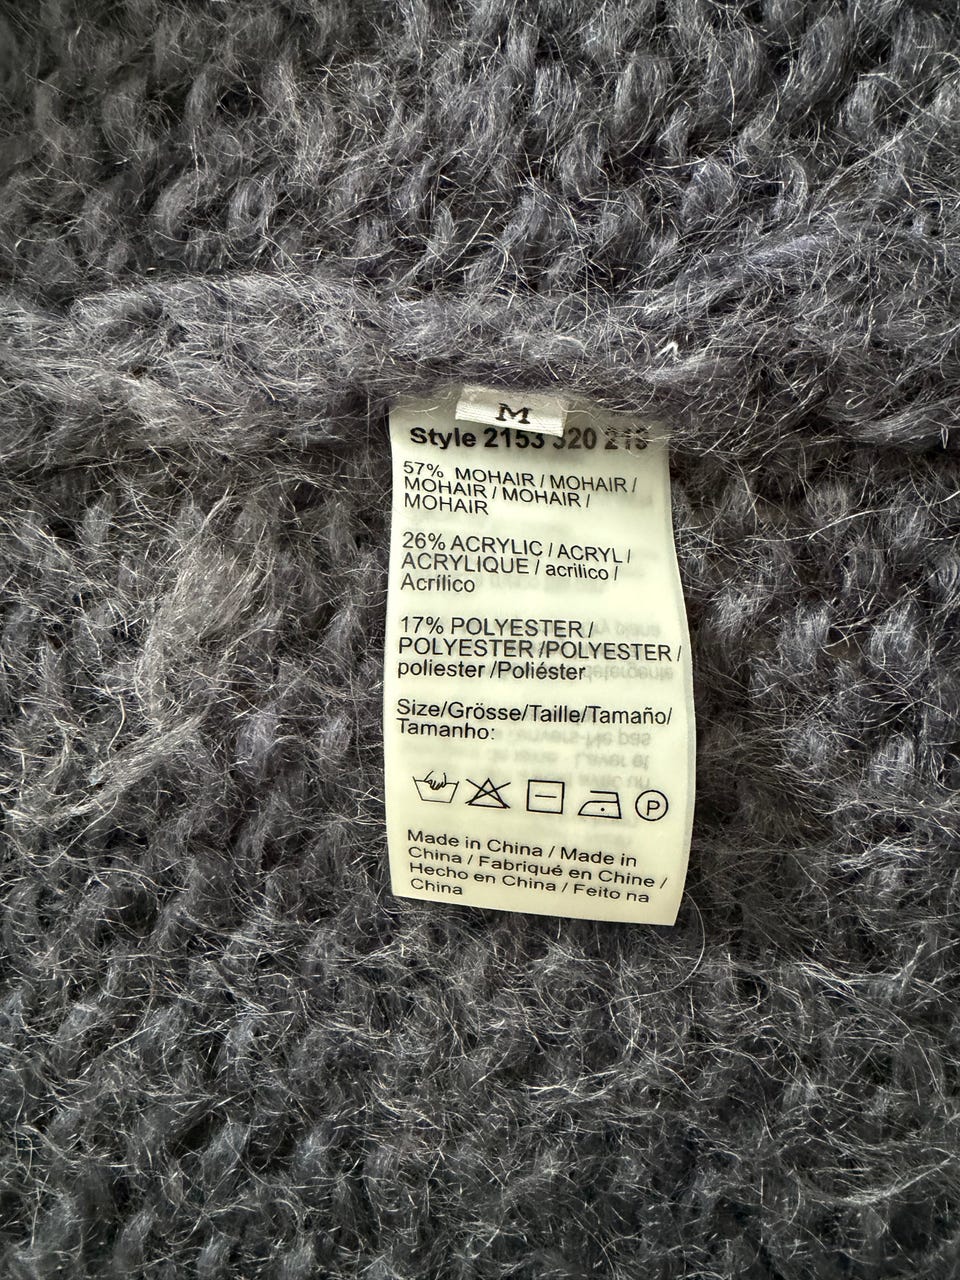 M
Style 2153 320
57% MOHAIR / MOHAIR /
MOHAIR / MOHAIR /
MOHAIR
26% ACRYLIC / ACRYL /
ACRYLIQUE / acrilico /
Acrílico
17% POLYESTER /
POLYESTER /POLYESTER /
poliester /Poliéster
Size/Grösse/Taille/Tamaño/
Tamanho:
P
Made in China / Made in
China / Fabriqué en Chine /
Hecho en China / Feito na
China